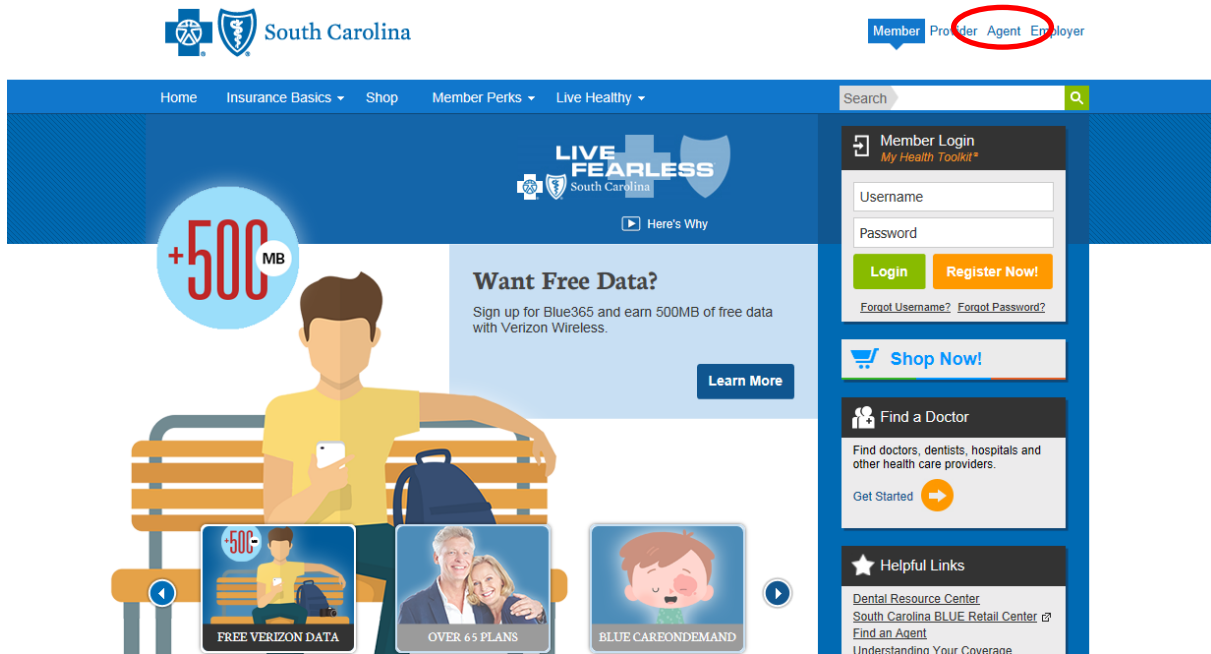 South Carolina
Member Provider Agent Employer
Home Insurance Basics Shop Member Perks Live Healthy
Search
LIVE
FEARLESS
South Carolina
Here's Why
Member Login
My Health Toolkit®
Username
Password
Login Register Now!
Forgot Username? Forgot Password?
+500
MB
Want Free Data?
Sign up for Blue365 and earn 500MB of free data
with Verizon Wireless.
Learn More
Shop Now!
Find a Doctor
Find doctors, dentists, hospitals and
other health care providers.
Get Started
+500
FREE VERIZON DATA
OVER 65 PLANS
BLUE CAREONDEMAND
Helpful Links
Dental Resource Center
South Carolina BLUE Retail Center
Find an Agent
Understanding Your Coverage